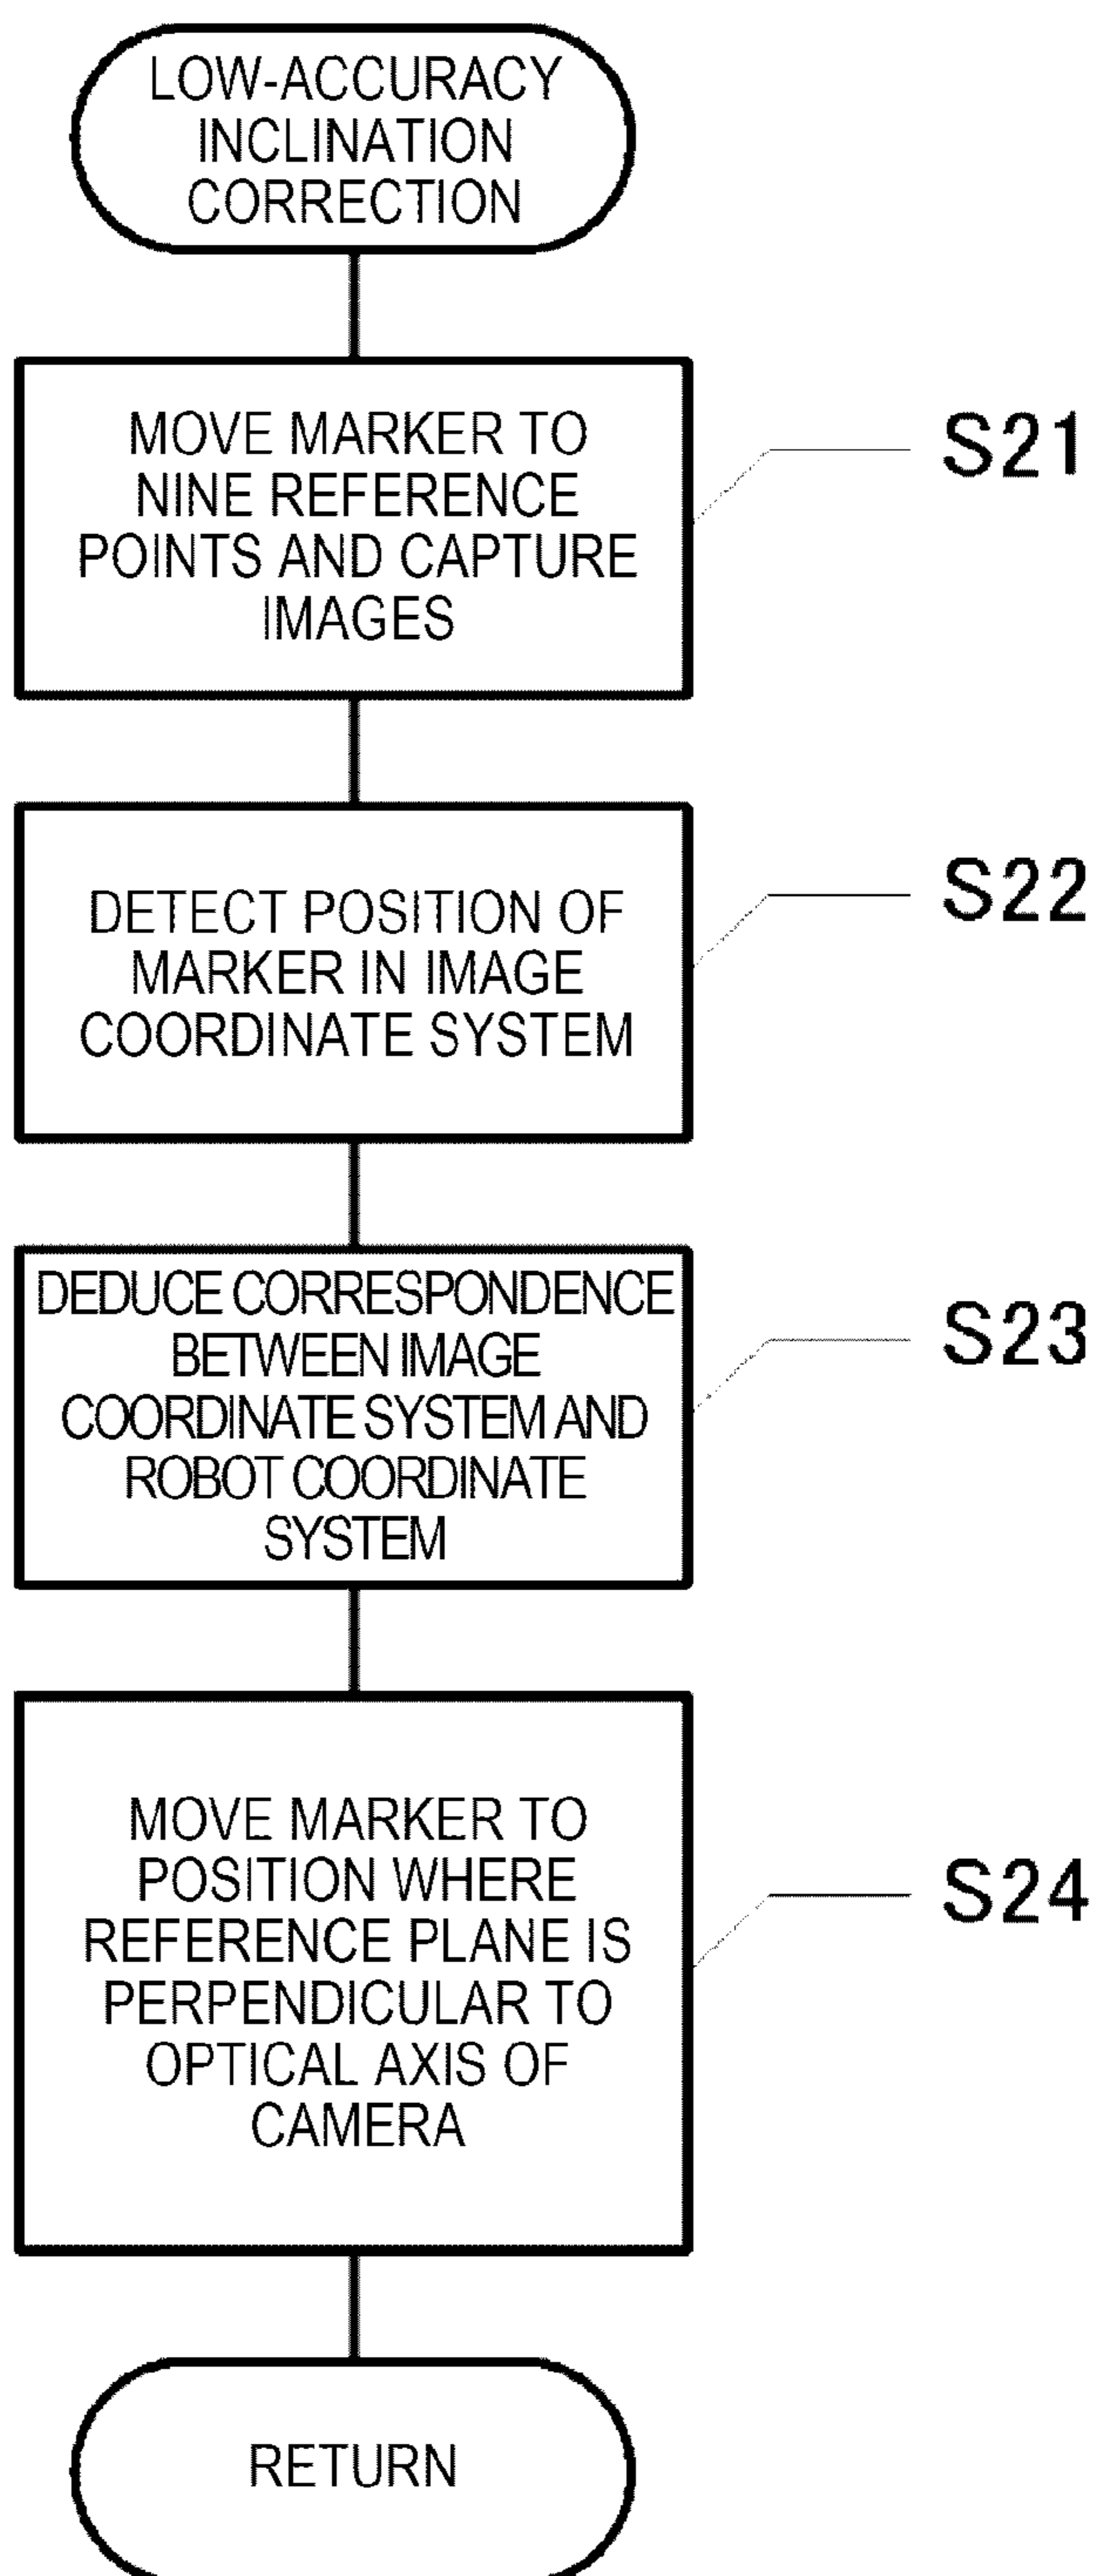 LOW-ACCURACY
INCLINATION
CORRECTION
MOVE MARKER TO
NINE REFERENCE
POINTS AND CAPTURE
IMAGES
S21
DETECT POSITION OF
MARKER IN IMAGE
COORDINATE SYSTEM
S22
DEDUCE CORRESPONDENCE
BETWEEN IMAGE
COORDINATE SYSTEM AND
ROBOT COORDINATE
SYSTEM
S23
MOVE MARKER TO
POSITION WHERE
REFERENCE PLANE IS
PERPENDICULAR TO
OPTICAL AXIS OF
CAMERA
S24
RETURN